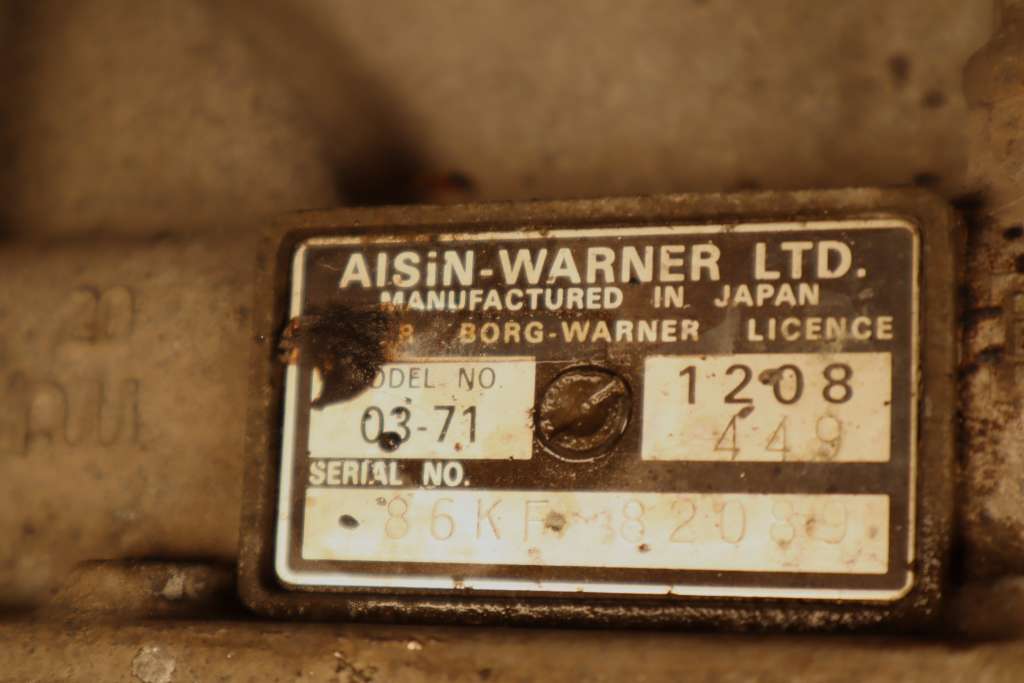 AISiN-WARNER LTD.
MANUFACTURED IN JAPAN
BORG-WARNER LICENCE
MODEL NO.
03-71
1208
449
SERIAL NO.
86KF-82089